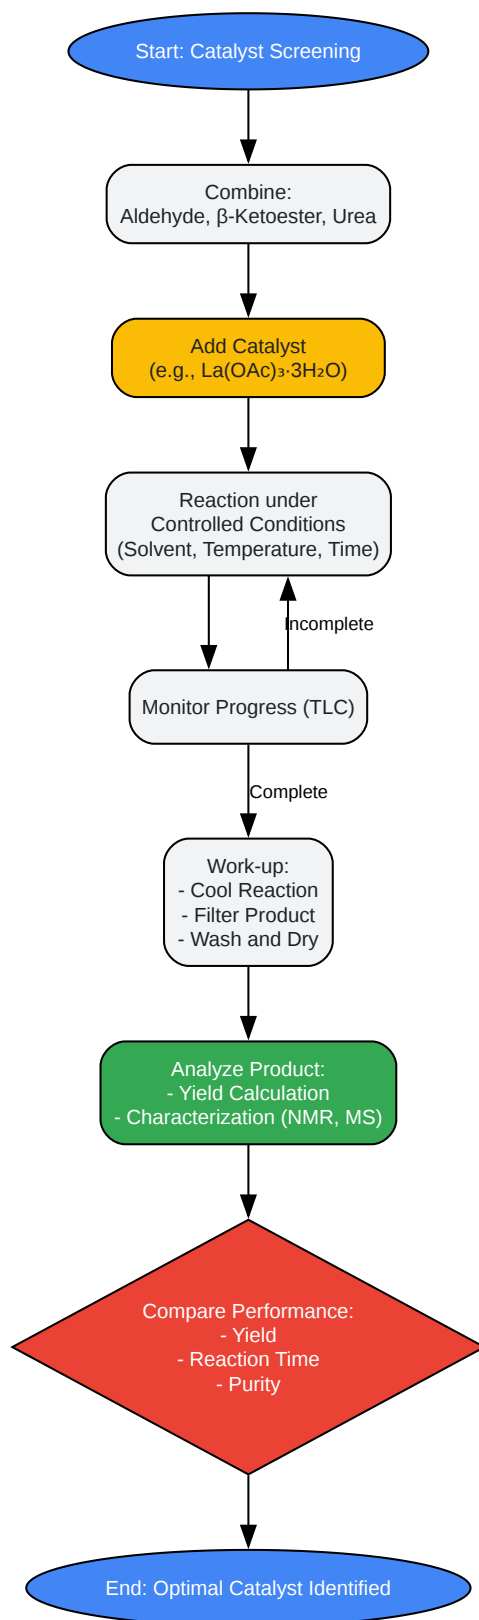 Start: Catalyst Screening
Combine:
Aldehyde, β-Ketoester, Urea
Add Catalyst
(e.g., La(OAc)₃·3H₂O)
Reaction under
Controlled Conditions
(Solvent, Temperature, Time)
Incomplete
Monitor Progress (TLC)
Complete
Work-up:
- Cool Reaction
- Filter Product
- Wash and Dry
Analyze Product:
- Yield Calculation
- Characterization (NMR, MS)
Compare Performance:
- Yield
- Reaction Time
- Purity
End: Optimal Catalyst Identified